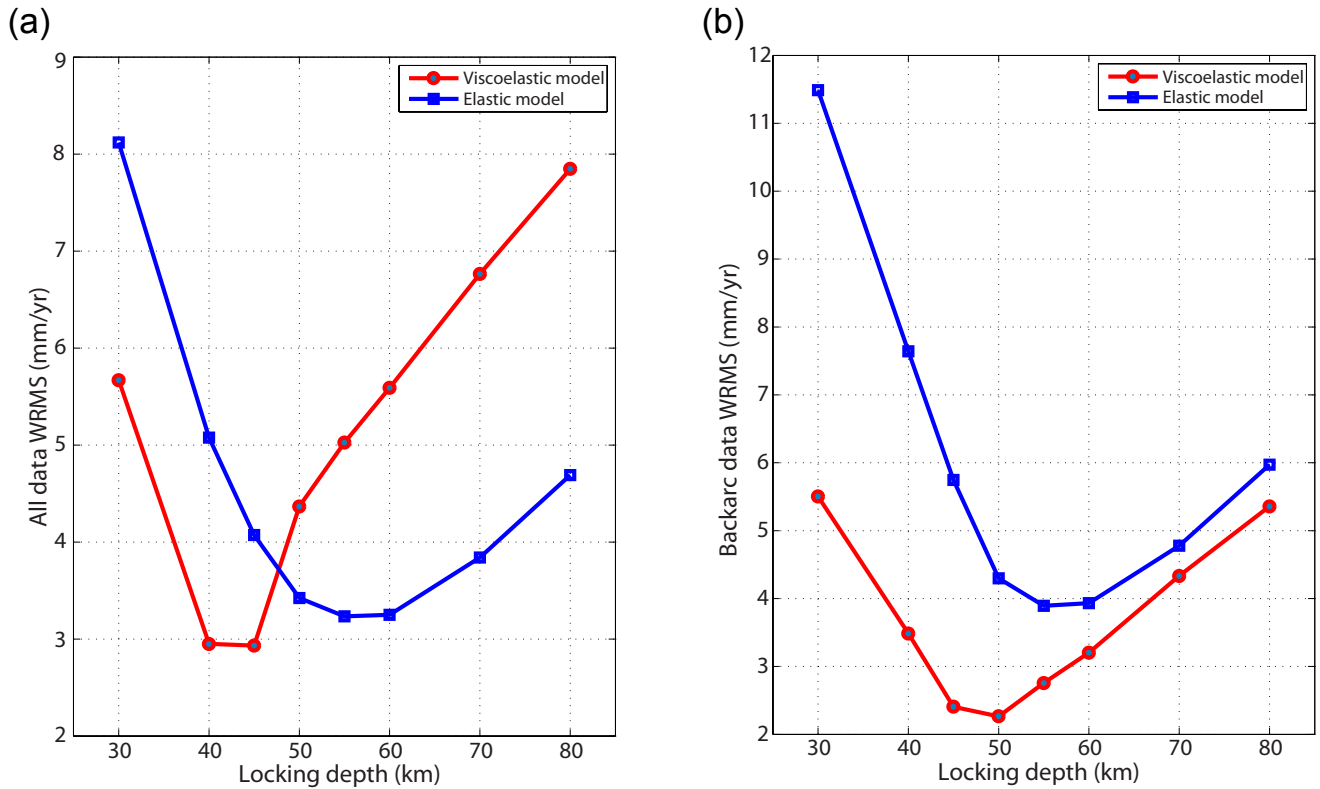 (a)
All data WRMS (mm/yr)
9
8
7
6
5
4
3
2
Viscoelastic model
Elastic model
30 40 50 60 70 80
Locking depth (km)
(b)
Backarc data WRMS (mm/yr)
12
11
10
9
8
7
6
5
4
3
2
Viscoelastic model
Elastic model
30 40 50 60 70 80
Locking depth (km)